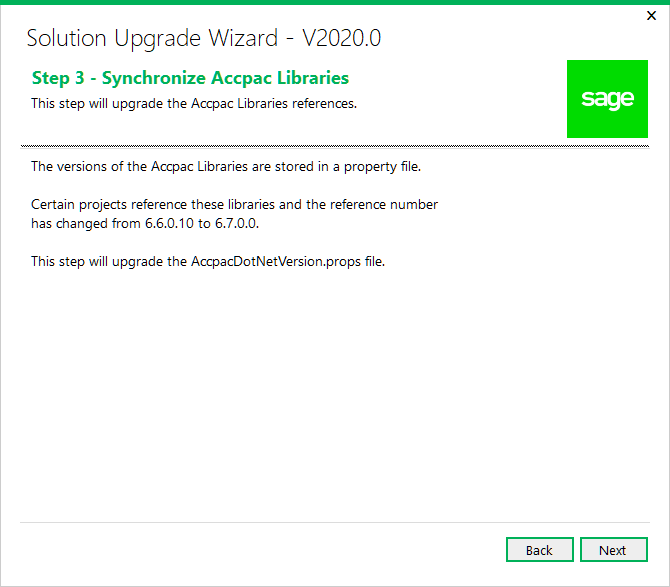 Solution Upgrade Wizard - V2020.0
Step 3 - Synchronize Accpac Libraries
This step will upgrade the Accpac Libraries references.
sage
The versions of the Accpac Libraries are stored in a property file.
Certain projects reference these libraries and the reference number
has changed from 6.6.0.10 to 6.7.0.0.
This step will upgrade the AccpacDotNetVersion.props file.
Back
Next